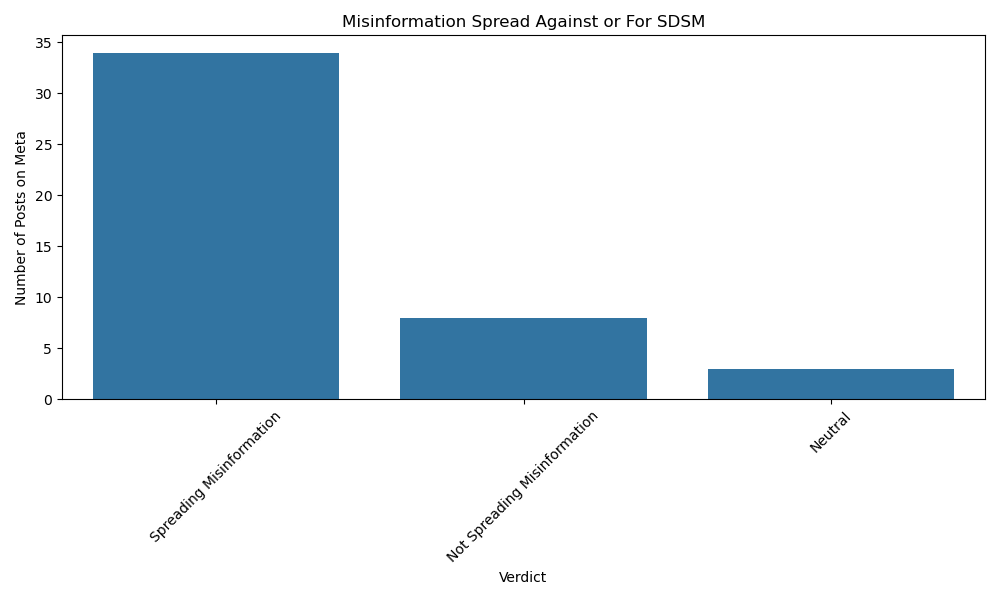 Misinformation Spread Against or For SDSM
Number of Posts on Meta
35
30
25
20
15
10
5
0
Spreading Misinformation
Not Spreading Misinformation
Neutral
Verdict